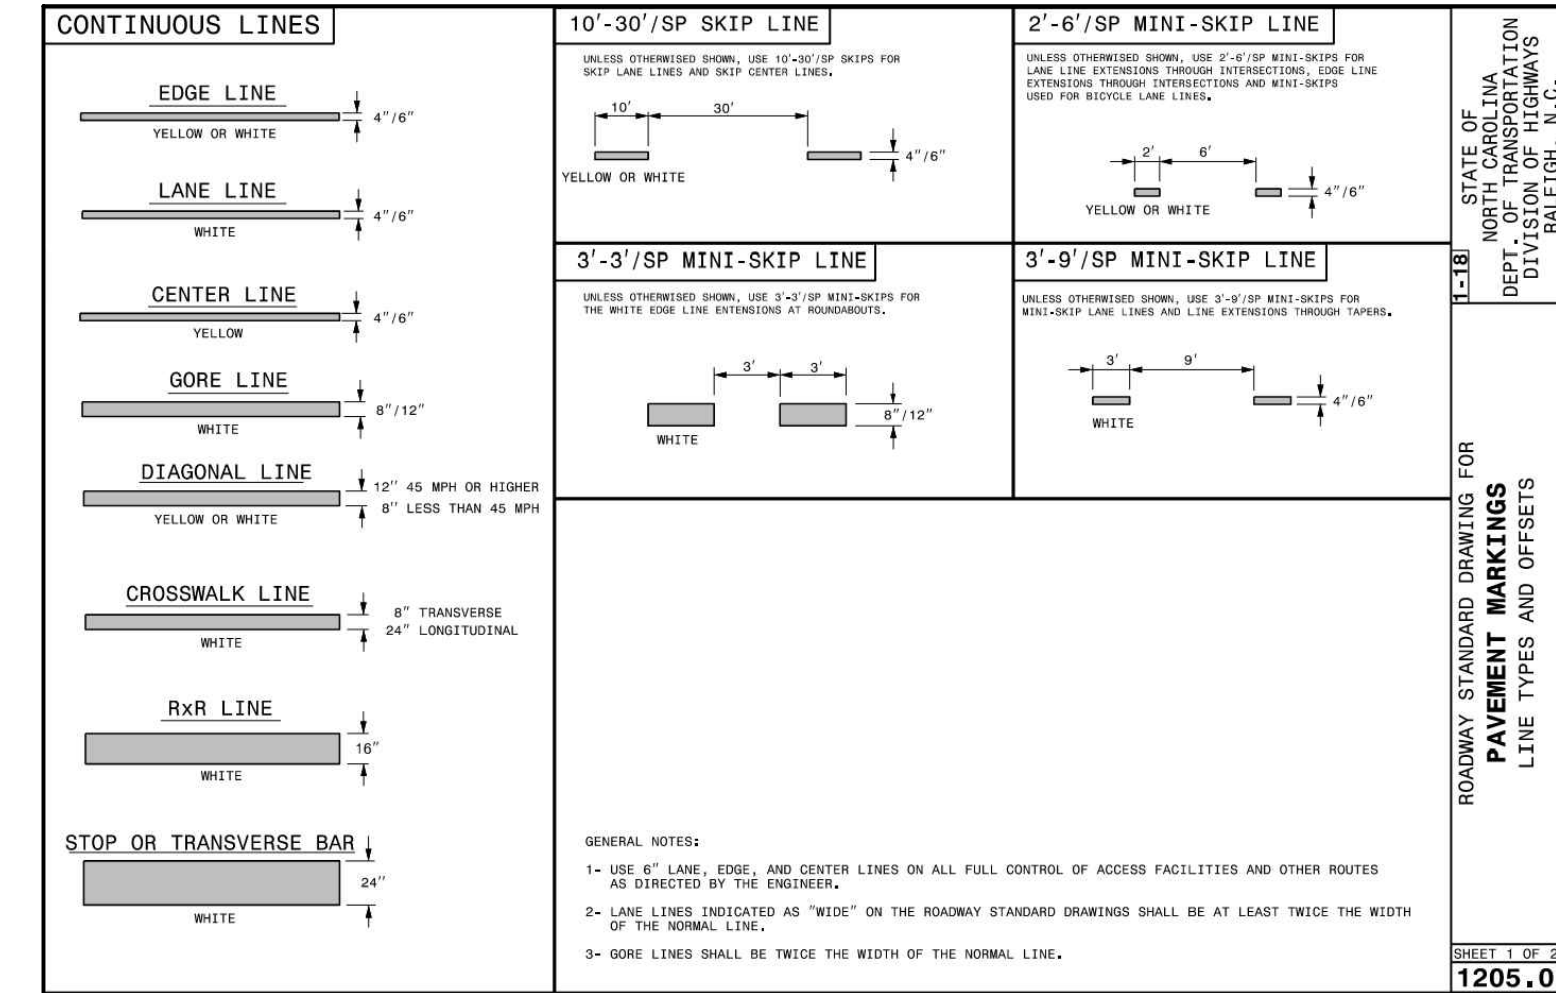 CONTINUOUS LINES
EDGE LINE
4"/6"
YELLOW OR WHITE
LANE LINE
4"/6"
WHITE
CENTER LINE
4"/6"
YELLOW
GORE LINE
8"/12"
WHITE
DIAGONAL LINE
12" 45 MPH OR HIGHER
8" LESS THAN 45 MPH
YELLOW OR WHITE
CROSSWALK LINE
8" TRANSVERSE
24" LONGITUDINAL
WHITE
RxR LINE
16"
WHITE
STOP OR TRANSVERSE BAR
24"
WHITE
10'-30'/SP SKIP LINE
UNLESS OTHERWISED SHOWN, USE 10'-30'/SP SKIPS FOR
SKIP LANE LINES AND SKIP CENTER LINES.
10'
30'
4"/6"
YELLOW OR WHITE
2'-6'/SP MINI-SKIP LINE
UNLESS OTHERWISED SHOWN, USE 2'-6'/SP MINI-SKIPS FOR
LANE LINE EXTENSIONS THROUGH INTERSECTIONS, EDGE LINE
EXTENSIONS THROUGH INTERSECTIONS AND MINI-SKIPS
USED FOR BICYCLE LANE LINES.
2'
6'
4"/6"
YELLOW OR WHITE
3'-3'/SP MINI-SKIP LINE
UNLESS OTHERWISED SHOWN, USE 3'-3'/SP MINI-SKIPS FOR
THE WHITE EDGE LINE ENTENSIONS AT ROUNDABOUTS.
3'
3'
8"/12"
WHITE
3'-9'/SP MINI-SKIP LINE
UNLESS OTHERWISED SHOWN, USE 3'-9'/SP MINI-SKIPS FOR
MINI-SKIP LANE LINES AND LINE EXTENSIONS THROUGH TAPERS.
3'
9'
4"/6"
WHITE
GENERAL NOTES:
1- USE 6" LANE, EDGE, AND CENTER LINES ON ALL FULL CONTROL OF ACCESS FACILITIES AND OTHER ROUTES
AS DIRECTED BY THE ENGINEER.
2- LANE LINES INDICATED AS "WIDE" ON THE ROADWAY STANDARD DRAWINGS SHALL BE AT LEAST TWICE THE WIDTH
OF THE NORMAL LINE.
3- GORE LINES SHALL BE TWICE THE WIDTH OF THE NORMAL LINE.
STATE OF
NORTH CAROLINA
DEPT. OF TRANSPORTATION
DIVISION OF HIGHWAYS
RALEIGH, N.C.
1-18
ROADWAY STANDARD DRAWING FOR
PAVEMENT MARKINGS
LINE TYPES AND OFFSETS
SHEET 1 OF 2
1205.0